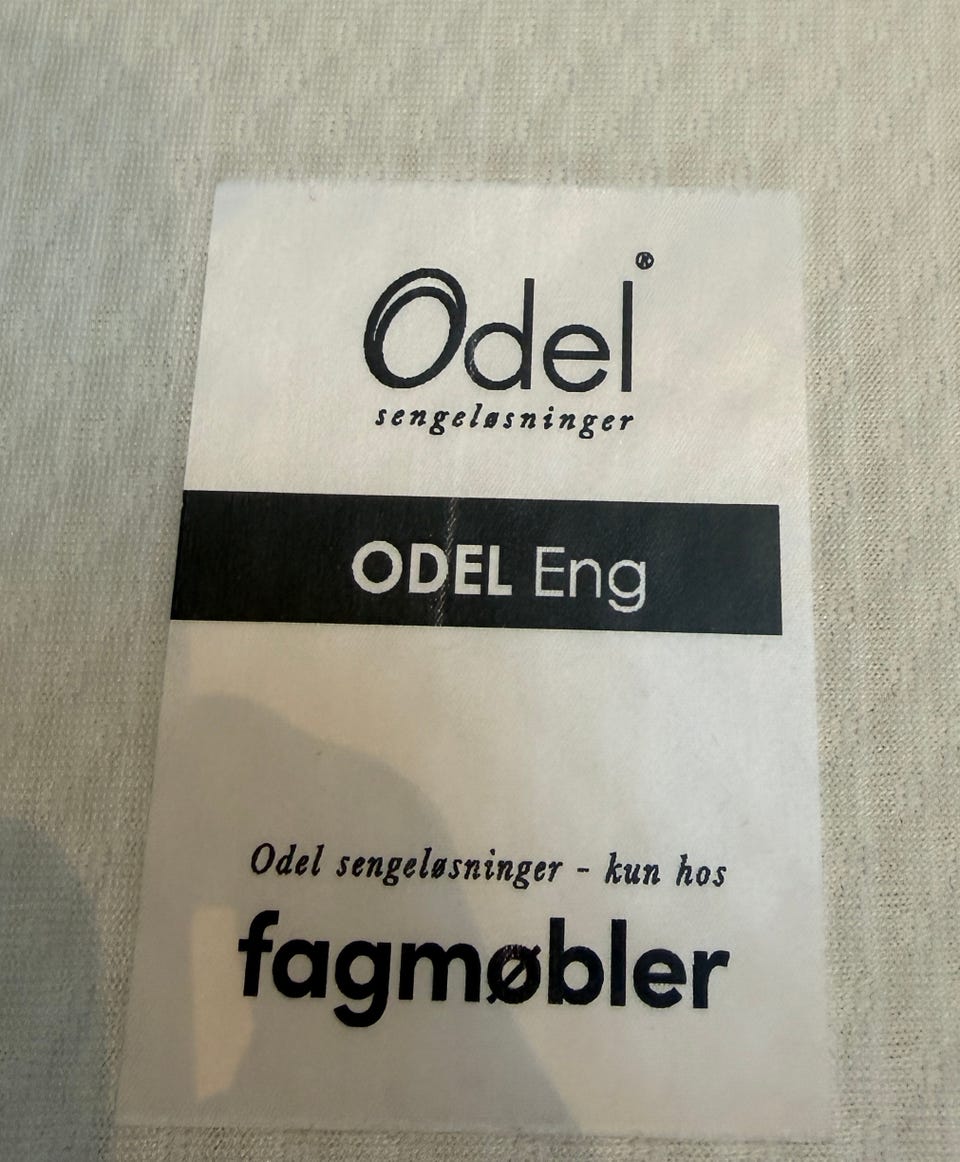 Odel®
sengeløsninger
ODEL Eng
Odel sengeløsninger - kun hos
fagmøbler